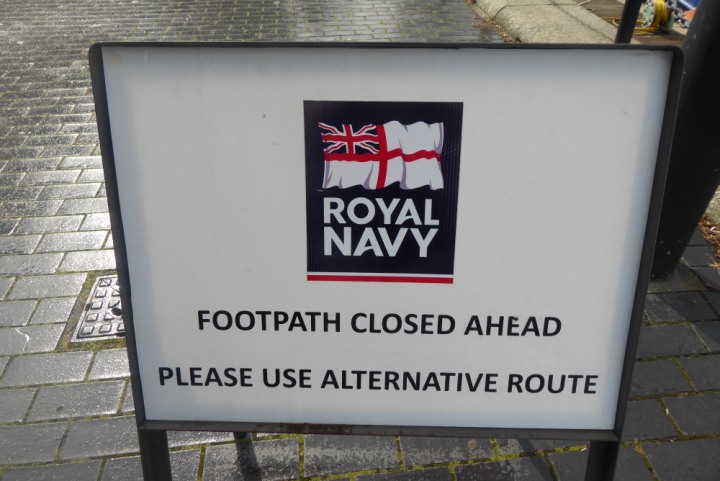 ROYAL
NAVY
FOOTPATH CLOSED AHEAD
PLEASE USE ALTERNATIVE ROUTE